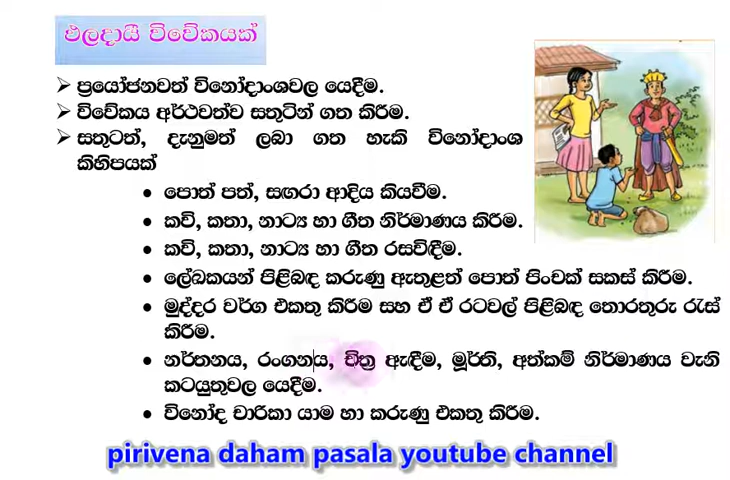 ඵලදායී විවේකයක්
➢ ප්‍රයෝජනවත් විනෝදාංශවල යෙදීම.
➢ විවේකය අර්ථවත්ව සතුටින් ගත කිරීම.
➢ සතුටත්, දැනුමත් ලබා ගත හැකි විනෝදාංශ
කිහිපයක්
• පොත් පත්, සඟරා ආදිය කියවීම.
• කවි, කතා, නාට්‍ය හා ගීත නිර්මාණය කිරීම.
• කවි, කතා, නාට්‍ය හා ගීත රසවිඳීම.
• ලේඛකයන් පිළිබඳ කරුණු ඇතුළත් පොත් පිංචක් සකස් කිරීම.
• මුද්දර වර්ග එකතු කිරීම සහ ඒ ඒ රටවල් පිළිබඳ තොරතුරු රැස්
කිරීම.
• නර්තනය, රංගනය, චිත්‍ර ඇඳීම, මූර්ති, අත්කම් නිර්මාණය වැනි
කටයුතුවල යෙදීම.
• විනෝද චාරිකා යාම හා කරුණු එකතු කිරීම.
pirivena daham pasala youtube channel